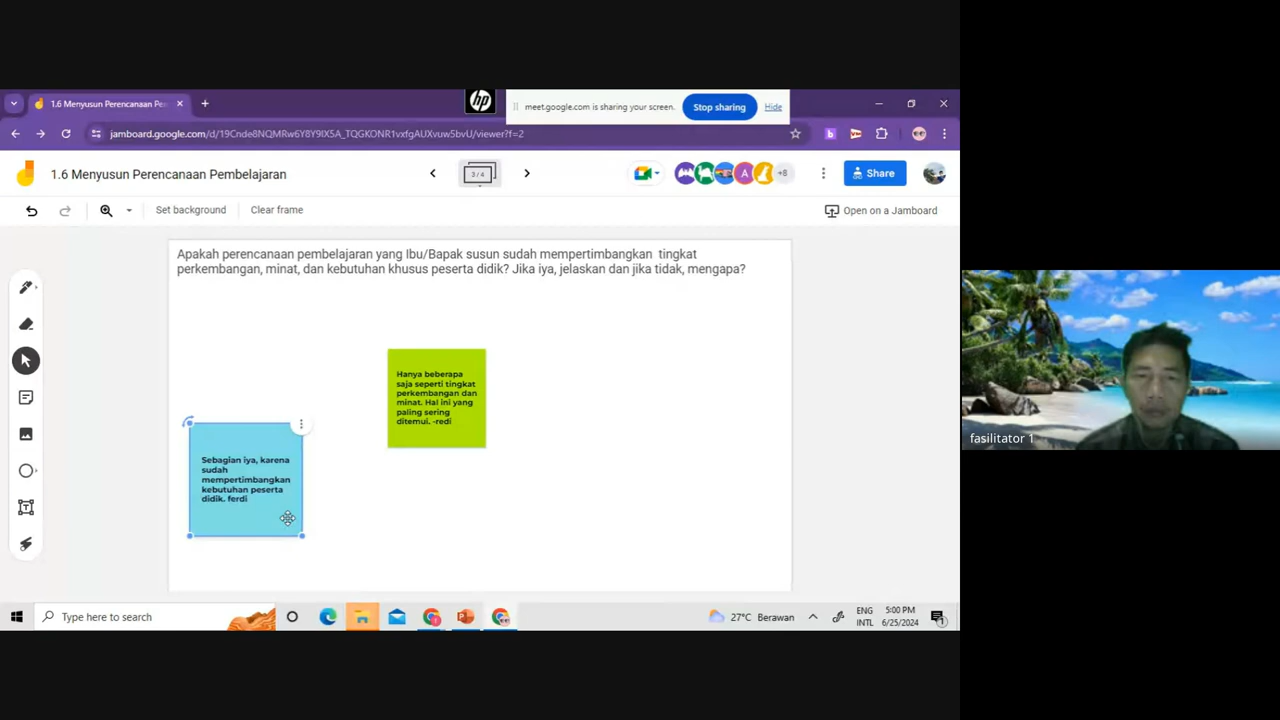 1.6 Menyusun Perencanaan Pe
hp
meet.google.com is sharing your screen.
Stop sharing
Hide
jamboard.google.com/d/19Cnde8NQMRw6Y8Y9IX5A_TQGKONR1vxfgAUXvuw5bvU/viewer?f=2
1.6 Menyusun Perencanaan Pembelajaran
3 / 4
A
+8
Share
Set background
Clear frame
Open on a Jamboard
Apakah perencanaan pembelajaran yang Ibu/Bapak susun sudah mempertimbangkan tingkat
perkembangan, minat, dan kebutuhan khusus peserta didik? Jika iya, jelaskan dan jika tidak, mengapa?
Hanya beberapa
saja seperti tingkat
perkembangan dan
minat. Hal ini yang
paling sering
ditemui. -redi
Sebagian iya, karena
sudah
mempertimbangkan
kebutuhan peserta
didik. ferdi
fasilitator 1
Type here to search
27°C Berawan
ENG
INTL
5:00 PM
6/25/2024
1